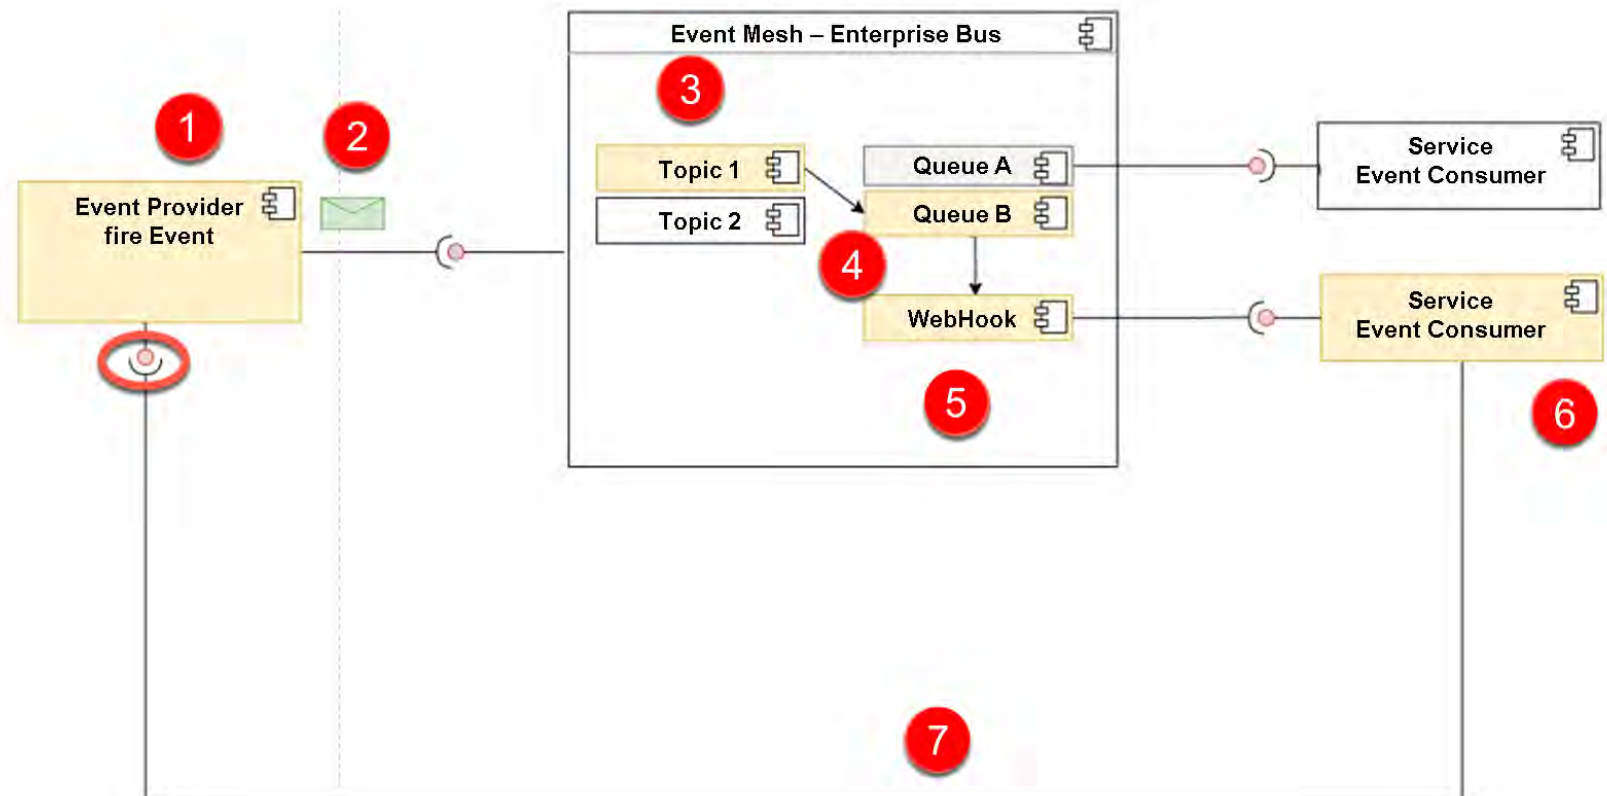 Event Mesh – Enterprise Bus
3
1
2
Topic 1
Queue A
Service
Event Consumer
Event Provider
fire Event
Topic 2
Queue B
4
WebHook
Service
Event Consumer
5
6
7